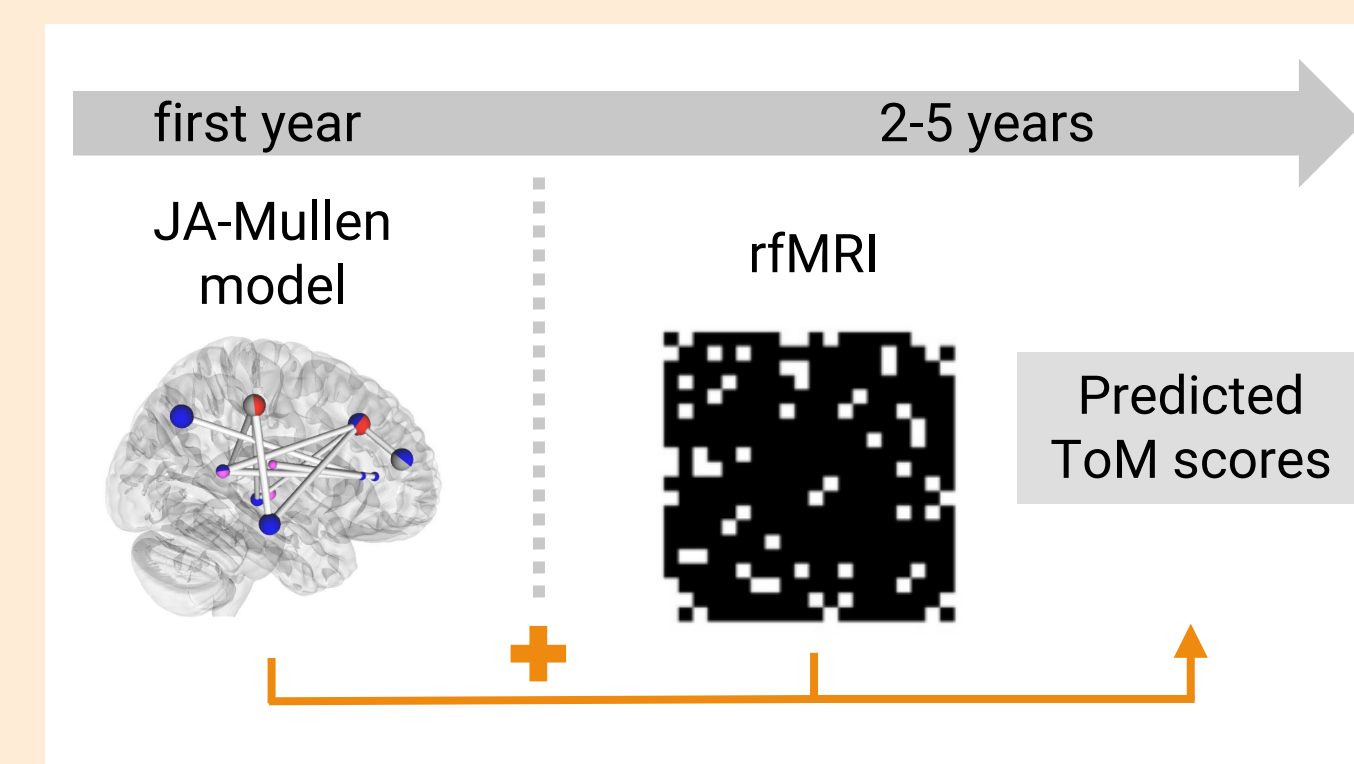 first year
2-5 years
JA-Mullen
model
rfMRI
Predicted
ToM scores